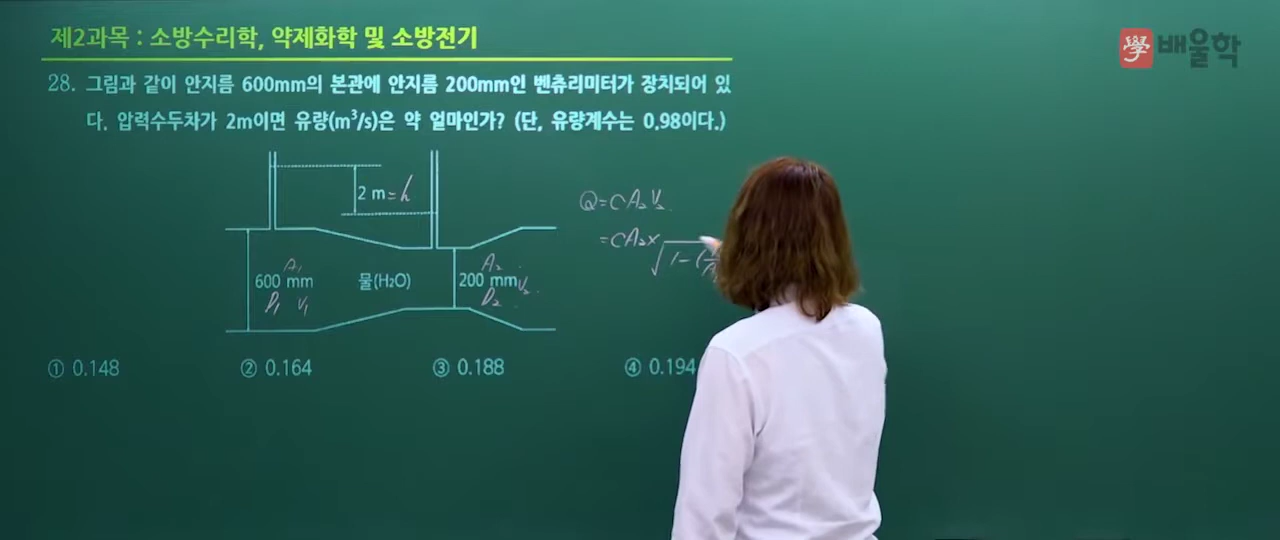 제2과목 : 소방수리학, 약제화학 및 소방전기
學 배울학
28. 그림과 같이 안지름 600mm의 본관에 안지름 200mm인 벤츄리미터가 장치되어 있
다. 압력수두차가 2m이면 유량(m³/s)은 약 얼마인가? (단, 유량계수는 0.98이다.)
2 m = h
Q = CA₂V₂
= CA₂×
√1-(
A₁
600 mm
D₁ V₁
물(H₂O)
A₂
200 mm V₂
D₂
① 0.148 ② 0.164 ③ 0.188 ④ 0.194